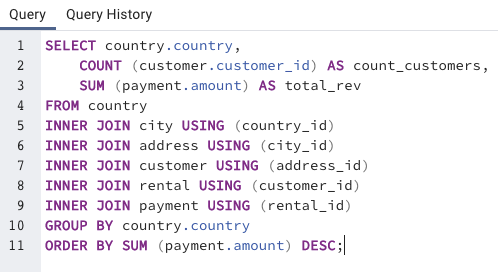 Query Query History
1 SELECT country.country,
2 COUNT (customer.customer_id) AS count_customers,
3 SUM (payment.amount) AS total_rev
4 FROM country
5 INNER JOIN city USING (country_id)
6 INNER JOIN address USING (city_id)
7 INNER JOIN customer USING (address_id)
8 INNER JOIN rental USING (customer_id)
9 INNER JOIN payment USING (rental_id)
10 GROUP BY country.country
11 ORDER BY SUM (payment.amount) DESC;